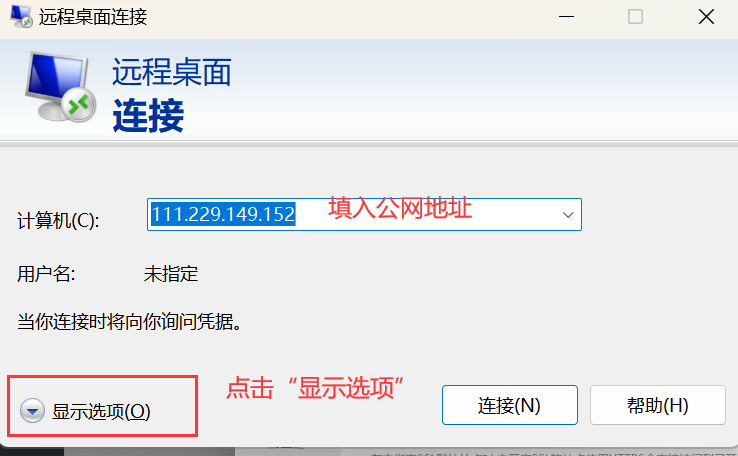 远程桌面连接
远程桌面
连接
计算机(C):
111.229.149.152
填入公网地址
用户名:
未指定
当你连接时将向你询问凭据。
点击“显示选项”
显示选项(O)
连接(N)
帮助(H)